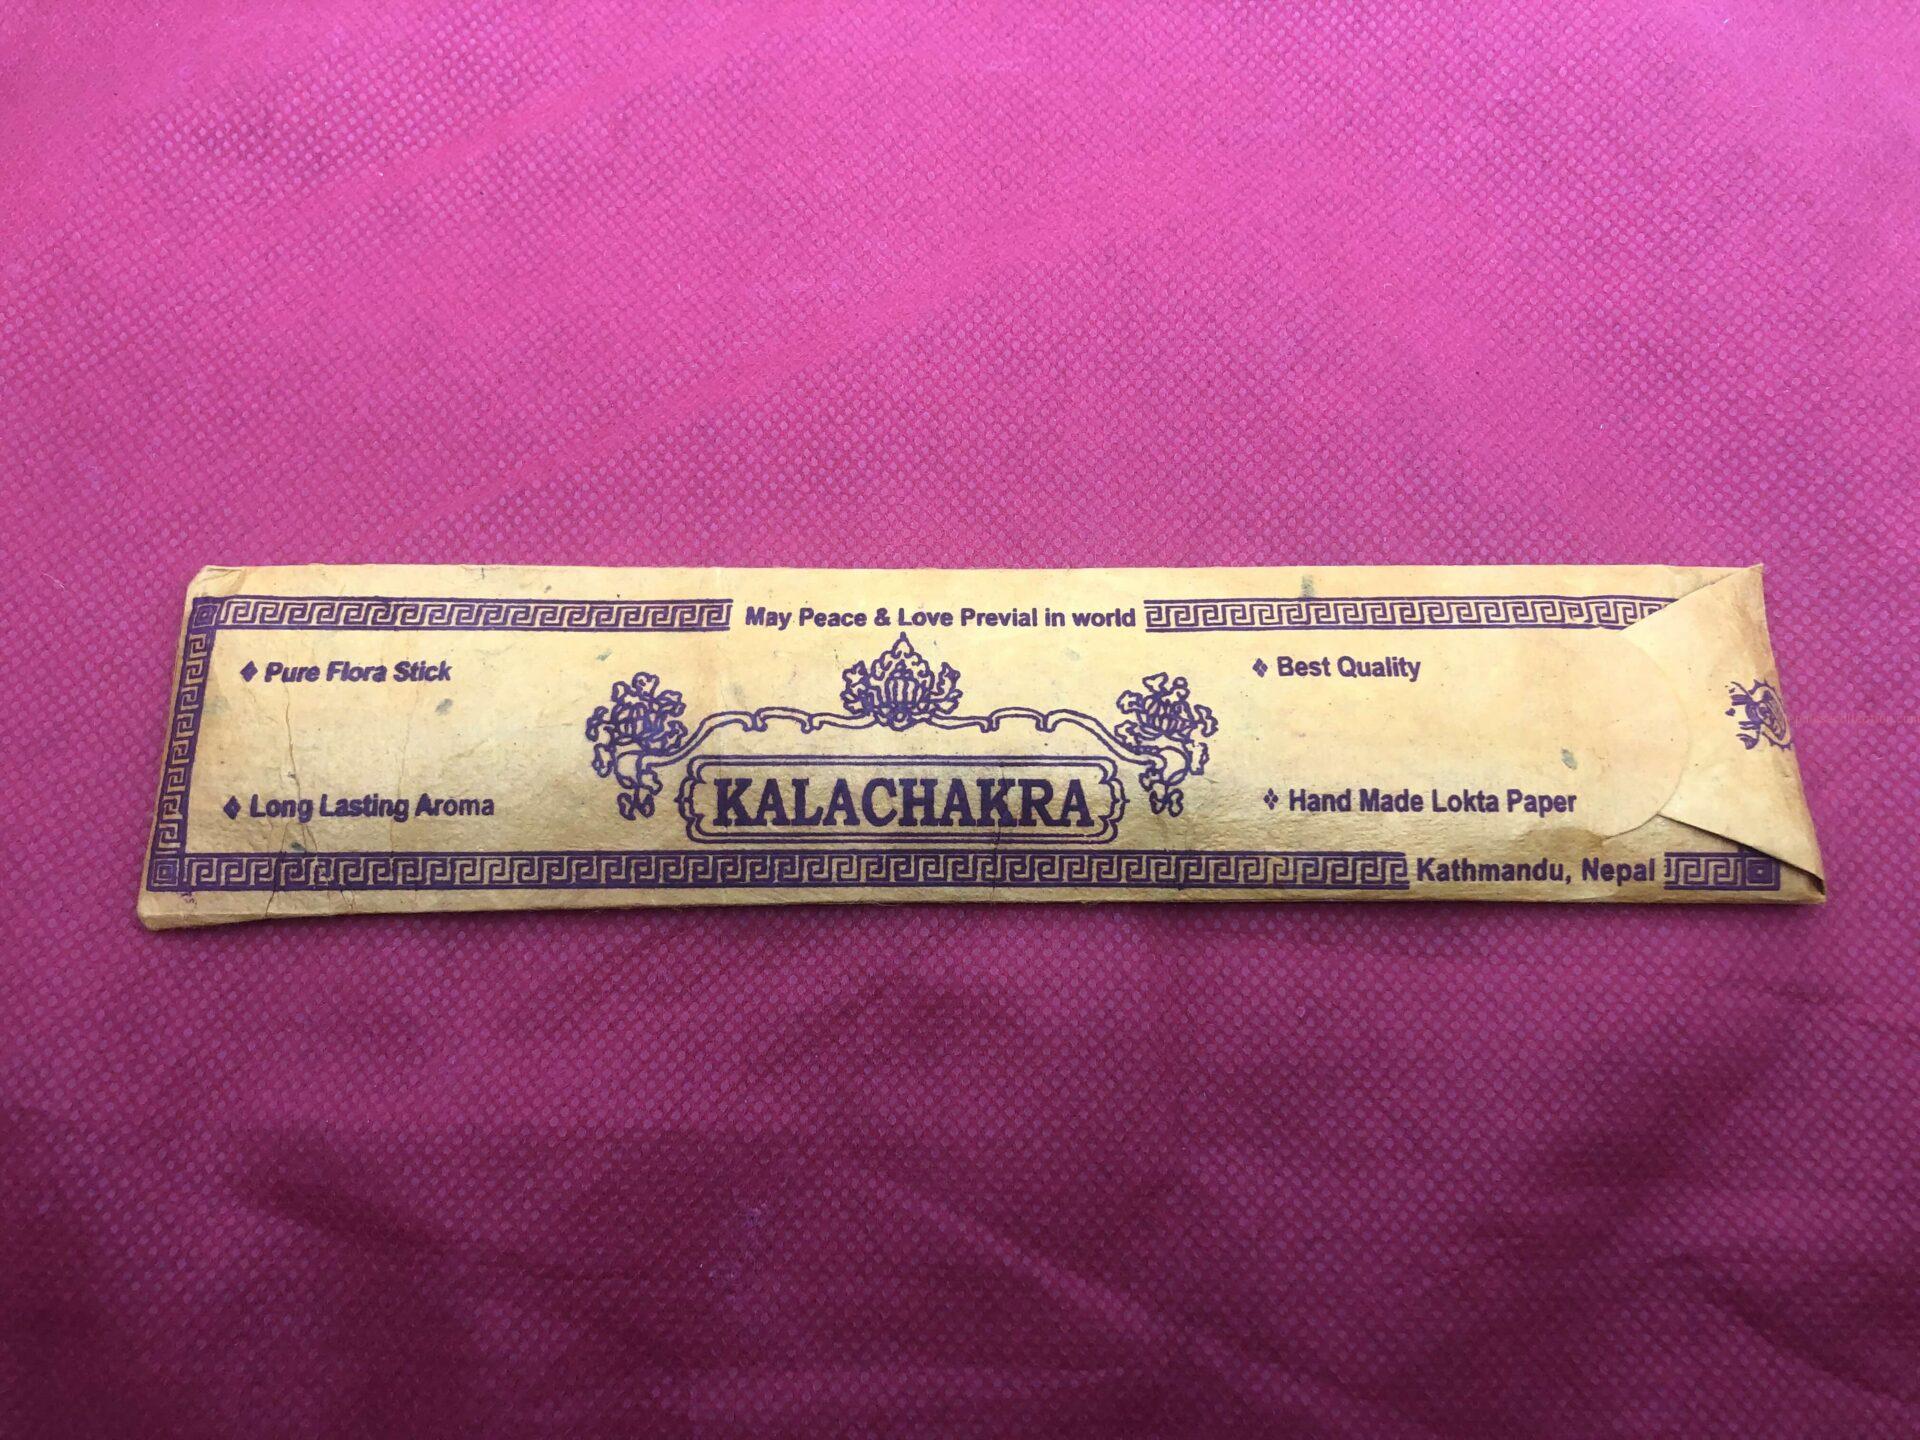 May Peace & Love Previal in world
Pure Flora Stick
Best Quality
KALACHAKRA
Long Lasting Aroma
Hand Made Lokta Paper
Kathmandu, Nepal